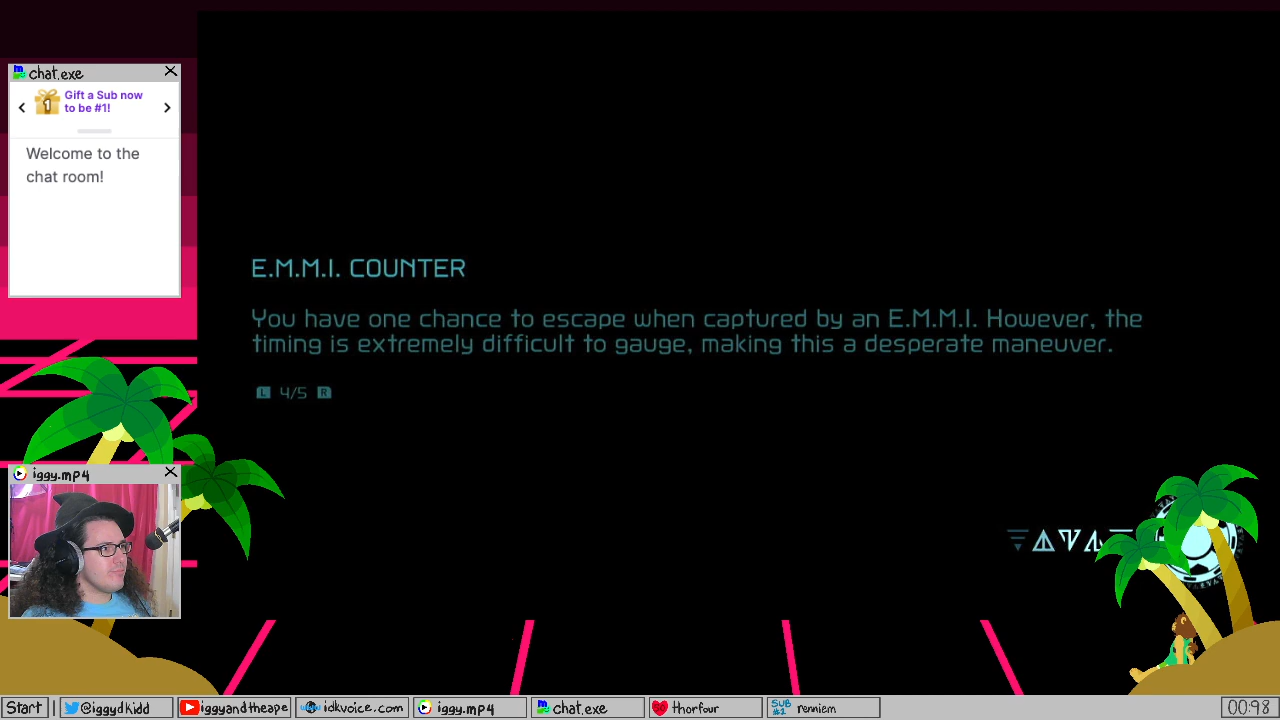 chat.exe
Gift a Sub now
to be #1!
1
Welcome to the
chat room!
E.M.M.I. COUNTER
You have one chance to escape when captured by an E.M.M.I. However, the
timing is extremely difficult to gauge, making this a desperate maneuver.
L 4/5 R
iggy.mp4
Start | @iggydkidd iggyandtheape idkvoice.com iggy.mp4 chat.exe thorfour SUB #1 renniem 00:98